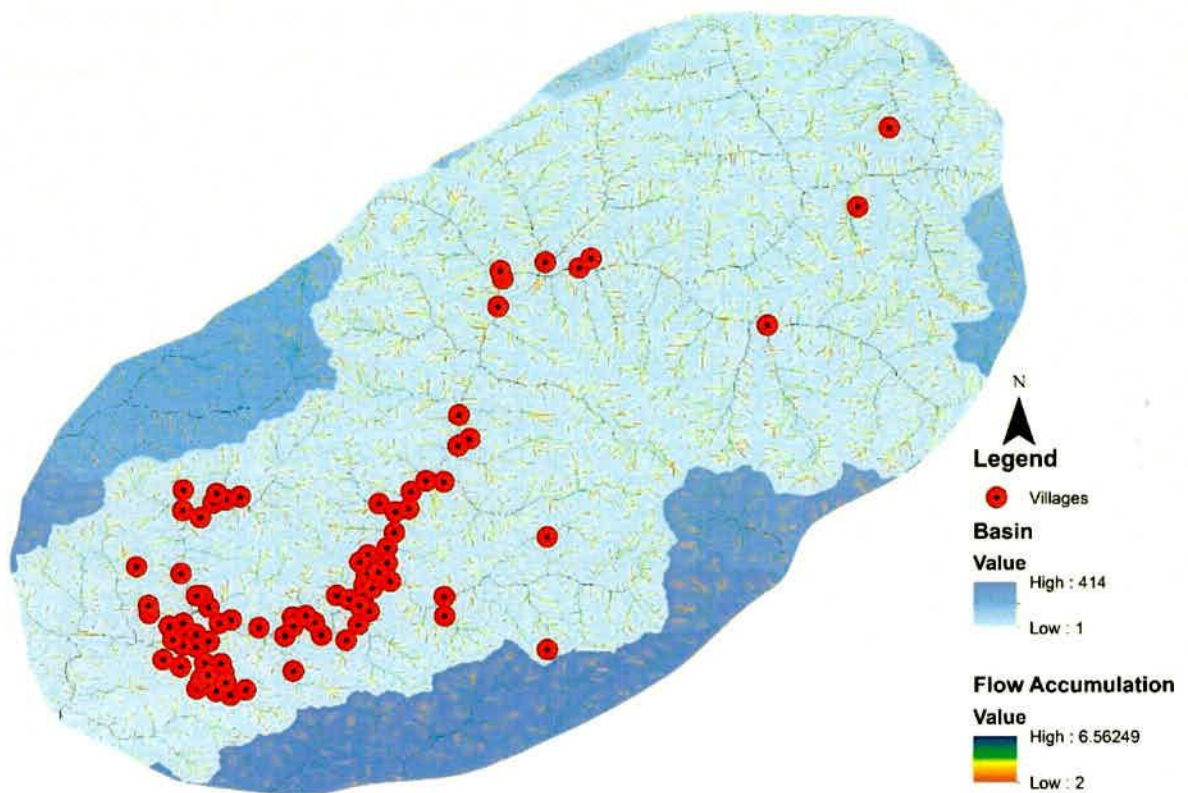 N
Legend
Villages
Basin
Value
High : 414
Low : 1
Flow Accumulation
Value
High : 6.56249
Low : 2